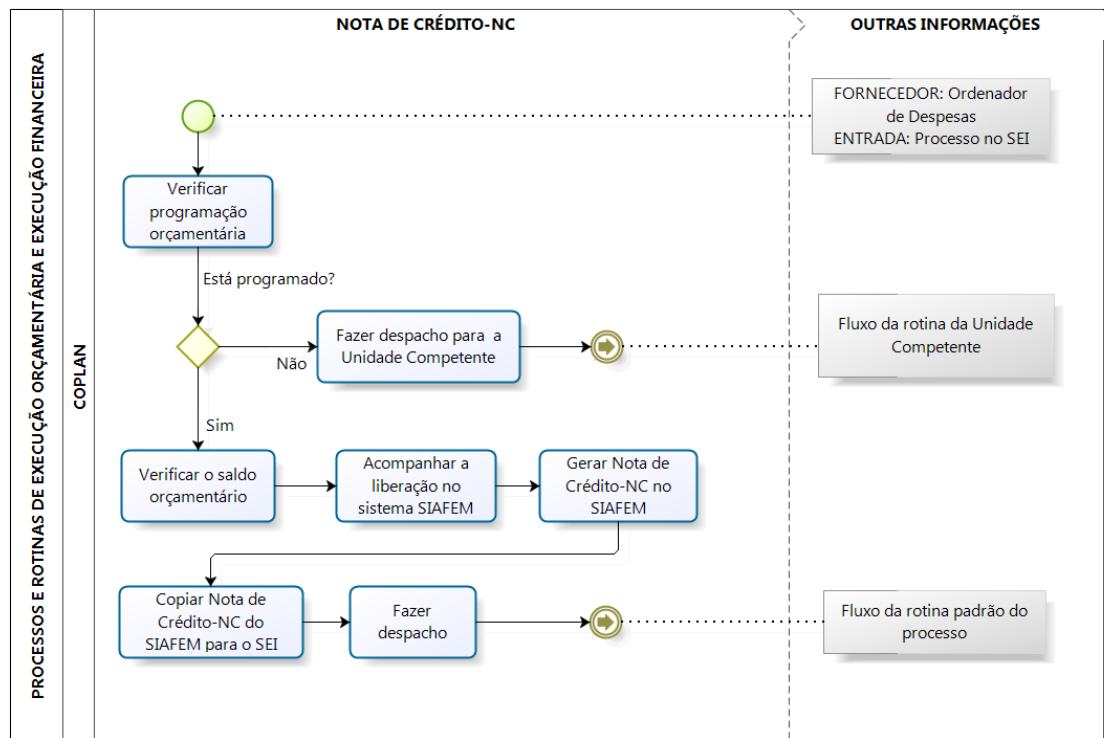 PROCESSOS E ROTINAS DE EXECUÇÃO ORÇAMENTÁRIA E EXECUÇÃO FINANCEIRA
COPLAN
NOTA DE CRÉDITO-NC
OUTRAS INFORMAÇÕES
FORNECEDOR: Ordenador
de Despesas
ENTRADA: Processo no SEI
Verificar
programação
orçamentária
Está programado?
Não
Fazer despacho para a
Unidade Competente
Fluxo da rotina da Unidade
Competente
Sim
Verificar o saldo
orçamentário
Acompanhar a
liberação no
sistema SIAFEM
Gerar Nota de
Crédito-NC no
SIAFEM
Copiar Nota de
Crédito-NC do
SIAFEM para o SEI
Fazer
despacho
Fluxo da rotina padrão do
processo